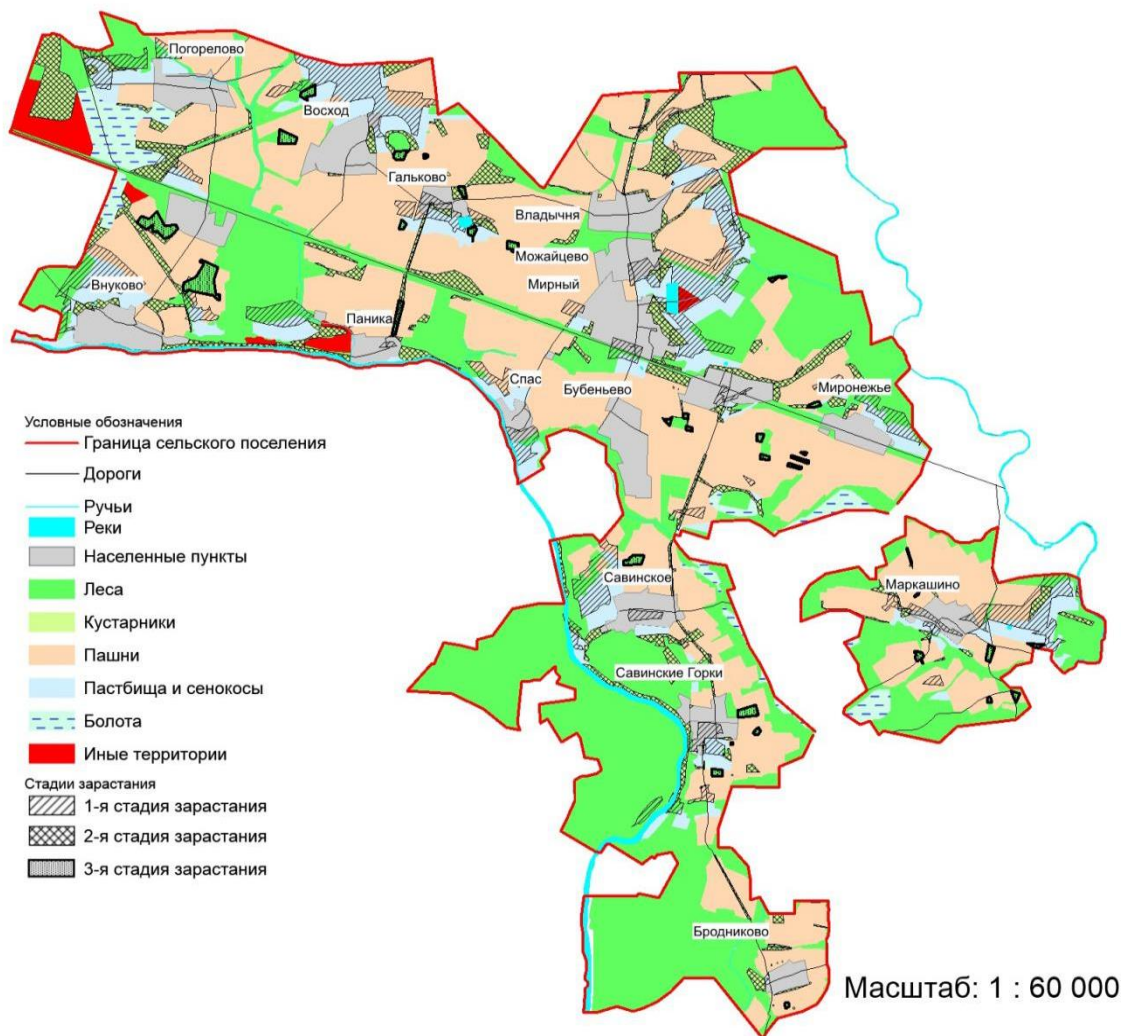 Погорелово
Восход
Гальково
Владычня
Можайцево
Мирный
Внуково
Паника
Спас
Бубеньево
Миронежье
Савинское
Маркашино
Савинские Горки
Бродниково
Условные обозначения
Граница сельского поселения
Дороги
Ручьи
Реки
Населенные пункты
Леса
Кустарники
Пашни
Пастбища и сенокосы
Болота
Иные территории
Стадии зарастания
1-я стадия зарастания
2-я стадия зарастания
3-я стадия зарастания
Масштаб: 1 : 60 000